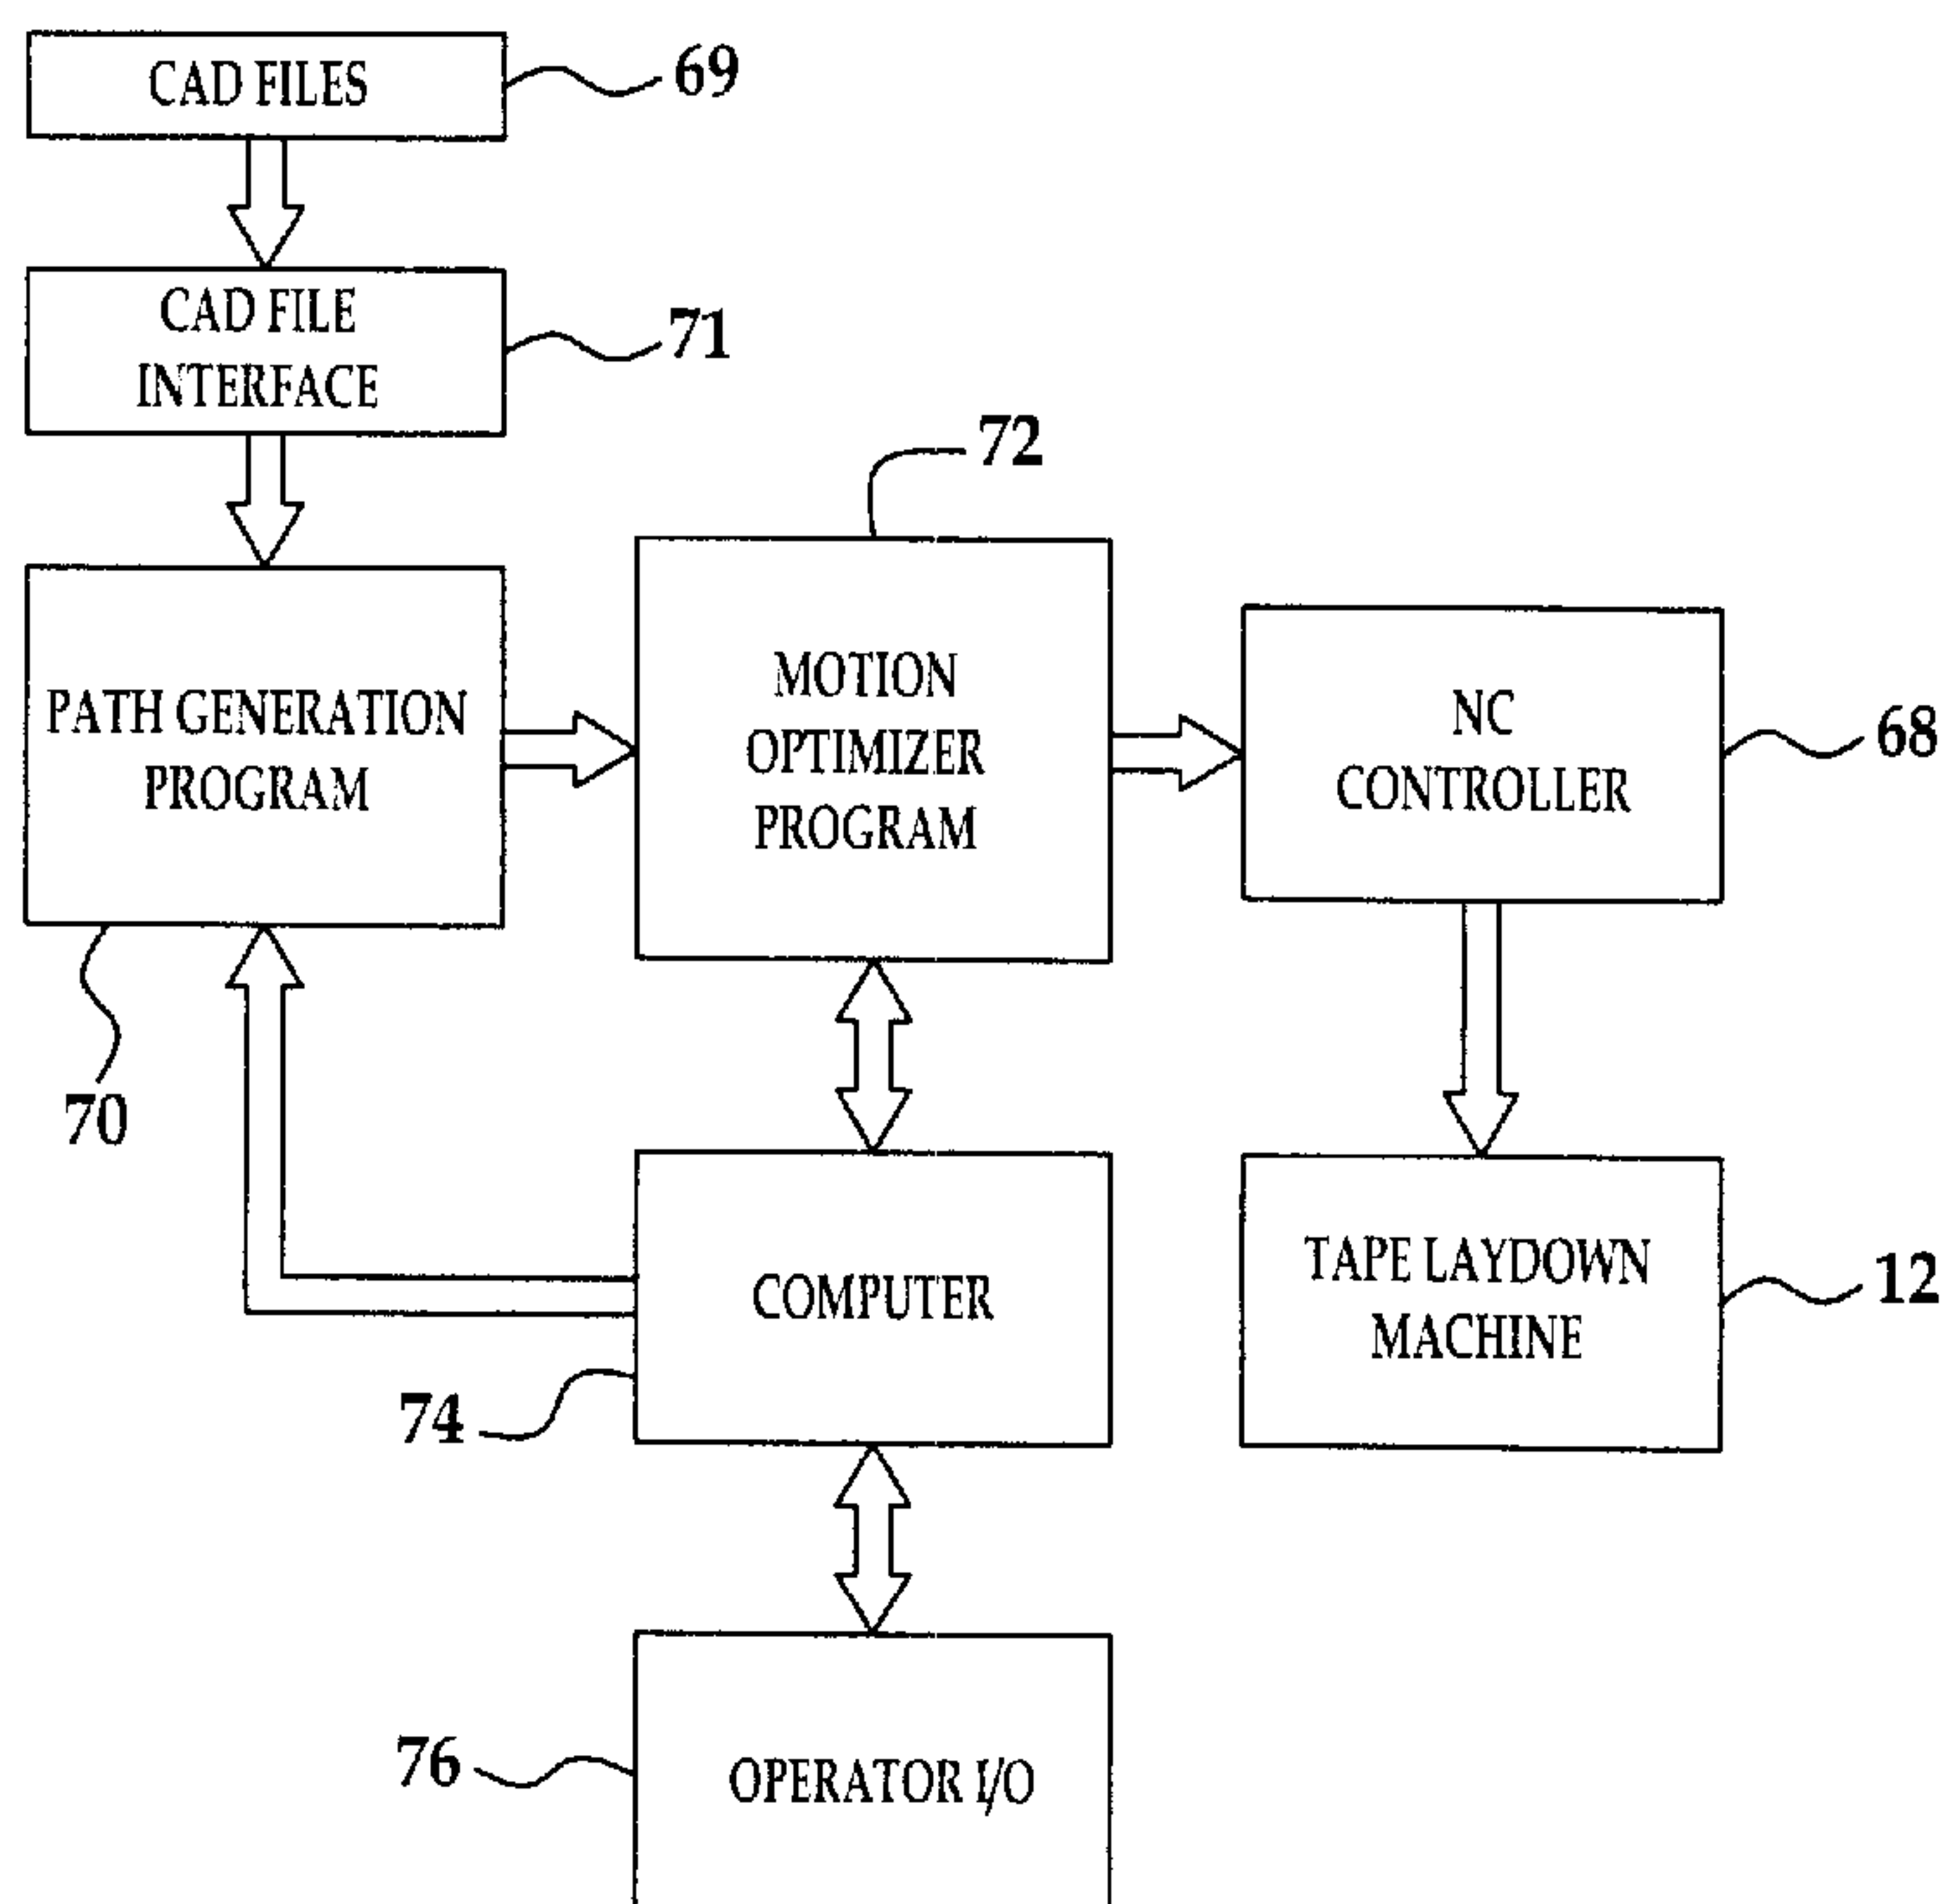 CAD FILES
69
CAD FILE
INTERFACE
71
72
PATH GENERATION
PROGRAM
70
MOTION
OPTIMIZER
PROGRAM
NC
CONTROLLER
68
COMPUTER
74
TAPE LAYDOWN
MACHINE
12
76
OPERATOR I/O